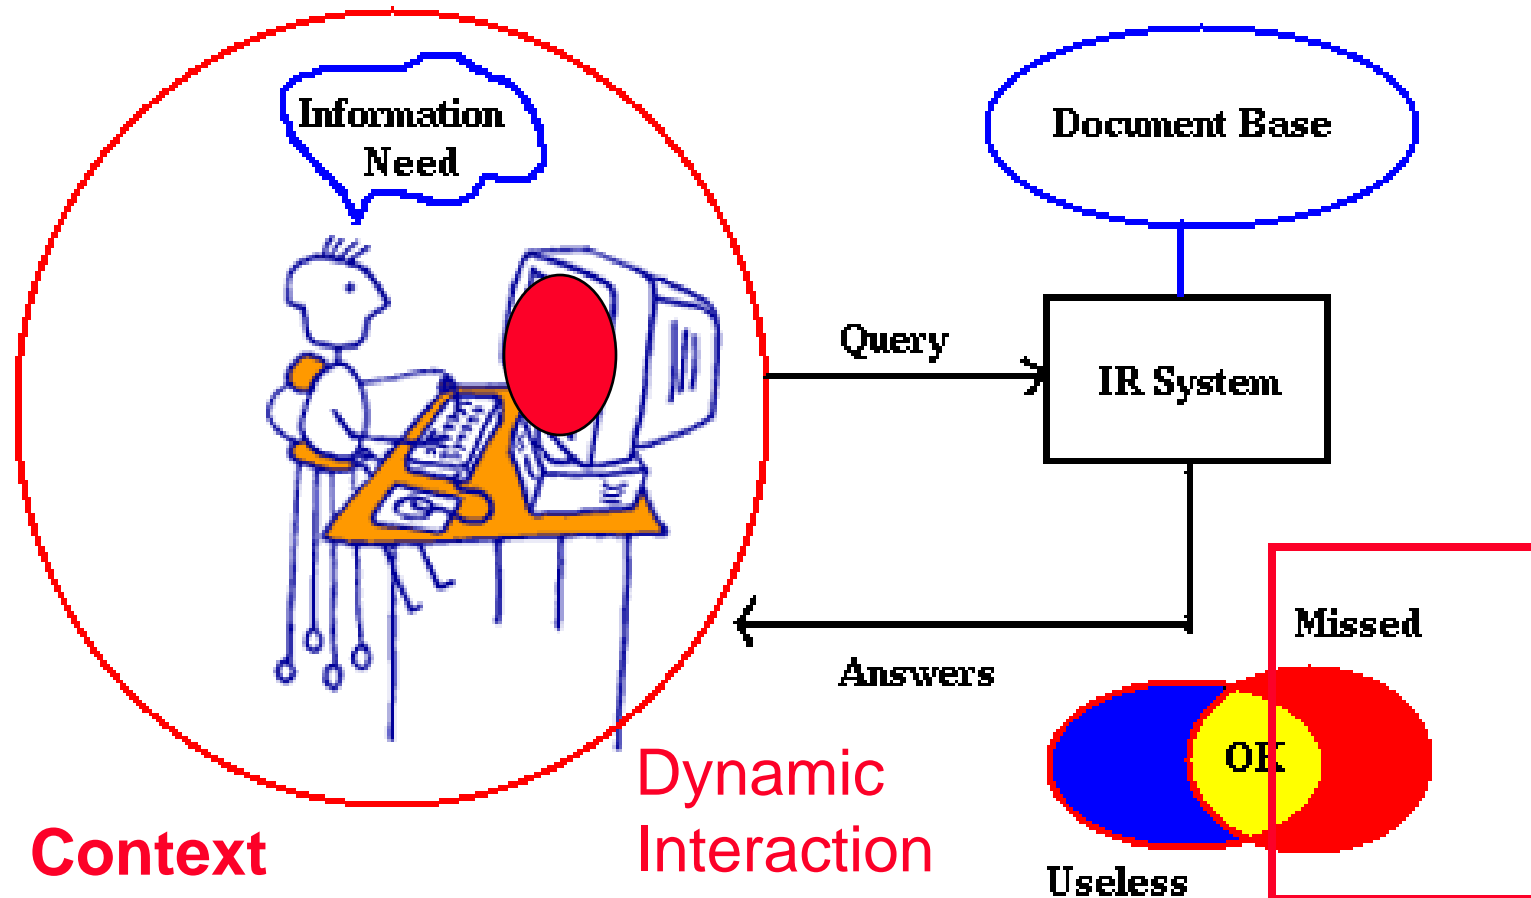 Information
Need
Document Base
Query
IR System
Answers
Missed
OK
Useless
Dynamic
Interaction
Context